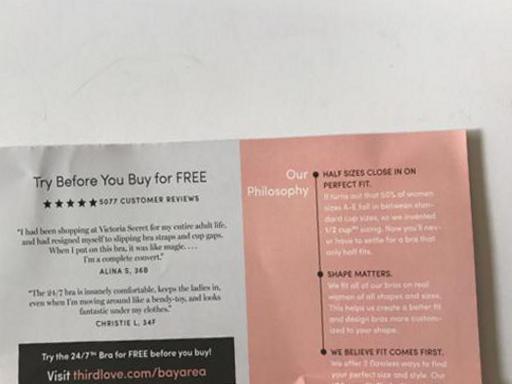 Try Before You Buy for FREE
★★★★★ 5077 CUSTOMER REVIEWS
"I had been shopping at Victoria Secret for my entire adult life,
and had resigned myself to slipping bra straps and cup gaps.
When I put on this bra, it was like magic. . . .
I'm a complete convert."
ALINA S, 36B
"The 24/7 bra is insanely comfortable, keeps the ladies in,
even when I'm moving around like a bendy-toy, and looks
fantastic under my clothes."
CHRISTIE L, 34F
Try the 24/7™ Bra for FREE before you buy!
Visit thirdlove.com/bayarea
Our
Philosophy
HALF SIZES CLOSE IN ON
PERFECT FIT.
It turns out that 50% of women
sizes A-E fall in between stan-
dard cup sizes, so we invented
1/2 cup™ sizing. Now you'll nev-
er have to settle for a bra that
only half fits.
SHAPE MATTERS.
We fit all of our bras on real
women of all shapes and sizes.
This helps us create a better fit
and design bras more custom-
ized to your shape.
WE BELIEVE FIT COMES FIRST.
We offer 2 flawless ways to find
your perfect size and style. Our